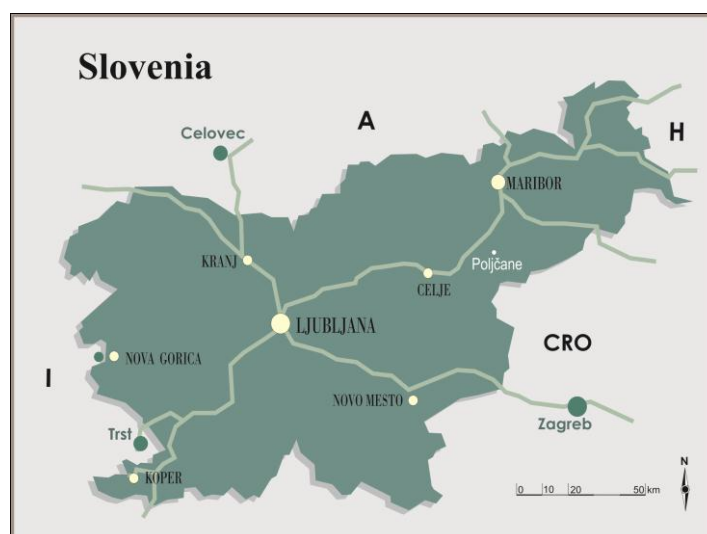 Slovenia
A
Celovec
H
MARIBOR
KRANJ
Poljčane
CELJE
LJUBLJANA
CRO
NOVA GORICA
I
NOVO MESTO
Zagreb
Trst
KOPER
N
0 10 20 50 km